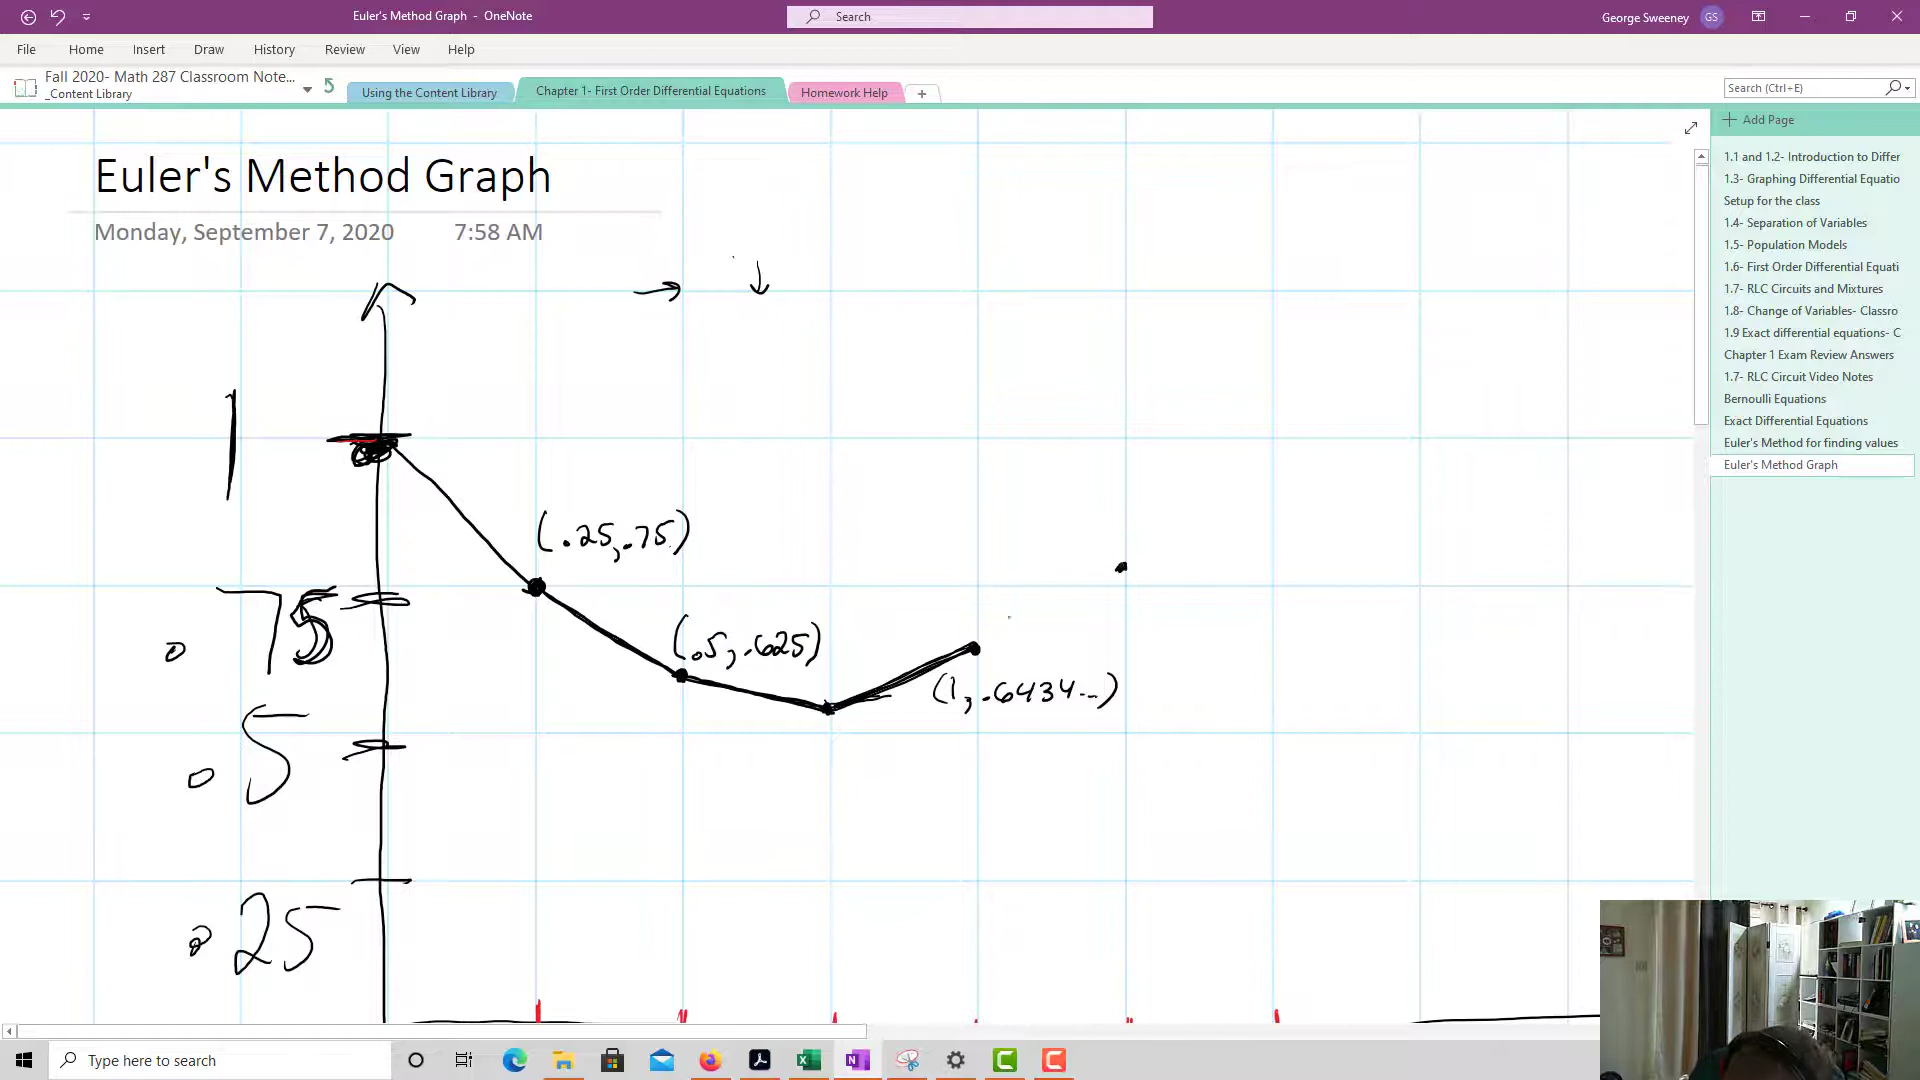 Euler's Method Graph - OneNote
Search
George Sweeney
GS
File Home Insert Draw History Review View Help
Fall 2020- Math 287 Classroom Note...
_Content Library
Using the Content Library
Chapter 1- First Order Differential Equations
Homework Help
Search (Ctrl+E)
Add Page
Euler's Method Graph
Monday, September 7, 2020 7:58 AM
1
(.25, .75)
.75
(.5, .625)
(1, .6434...)
.5
.25
1.1 and 1.2- Introduction to Differ
1.3- Graphing Differential Equatio
Setup for the class
1.4- Separation of Variables
1.5- Population Models
1.6- First Order Differential Equati
1.7- RLC Circuits and Mixtures
1.8- Change of Variables- Classro
1.9 Exact differential equations- C
Chapter 1 Exam Review Answers
1.7- RLC Circuit Video Notes
Bernoulli Equations
Exact Differential Equations
Euler's Method for finding values
Euler's Method Graph
Type here to search